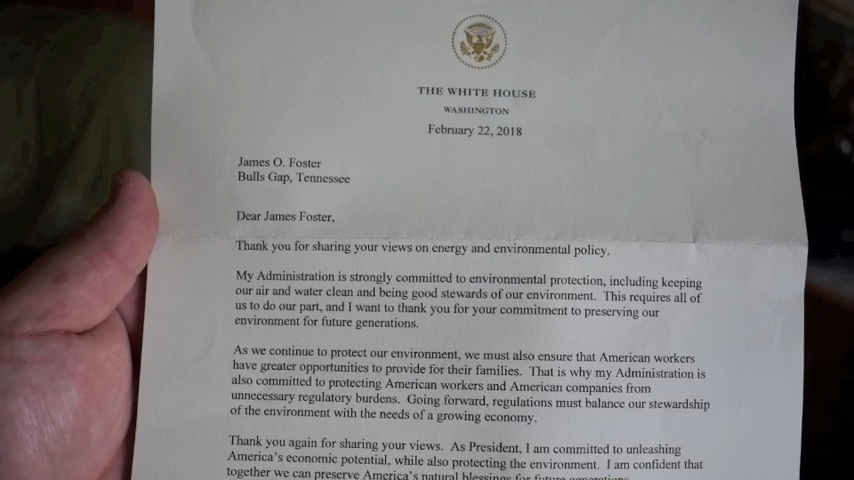 THE WHITE HOUSE
WASHINGTON
February 22, 2018
James O. Foster
Bulls Gap, Tennessee
Dear James Foster,
Thank you for sharing your views on energy and environmental policy.
My Administration is strongly committed to environmental protection, including keeping
our air and water clean and being good stewards of our environment. This requires all of
us to do our part, and I want to thank you for your commitment to preserving our
environment for future generations.
As we continue to protect our environment, we must also ensure that American workers
have greater opportunities to provide for their families. That is why my Administration is
also committed to protecting American workers and American companies from
unnecessary regulatory burdens. Going forward, regulations must balance our stewardship
of the environment with the needs of a growing economy.
Thank you again for sharing your views. As President, I am committed to unleashing
America's economic potential, while also protecting the environment. I am confident that
together we can preserve America's natural blessings for future generations.